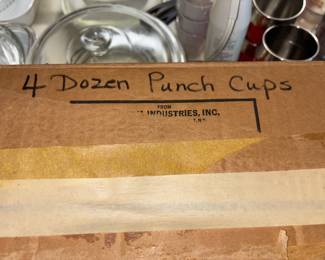 4 Dozen Punch Cups
FROM
INDUSTRIES, INC.